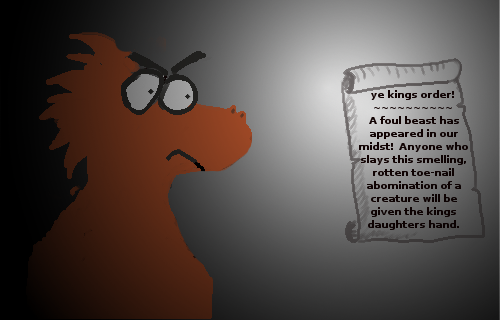 ye kings order!
~~~~~~~~~~
A foul beast has
appeared in our
midst! Anyone who
slays this smelling,
rotten toe-nail
abomination of a
creature will be
given the kings
daughters hand.